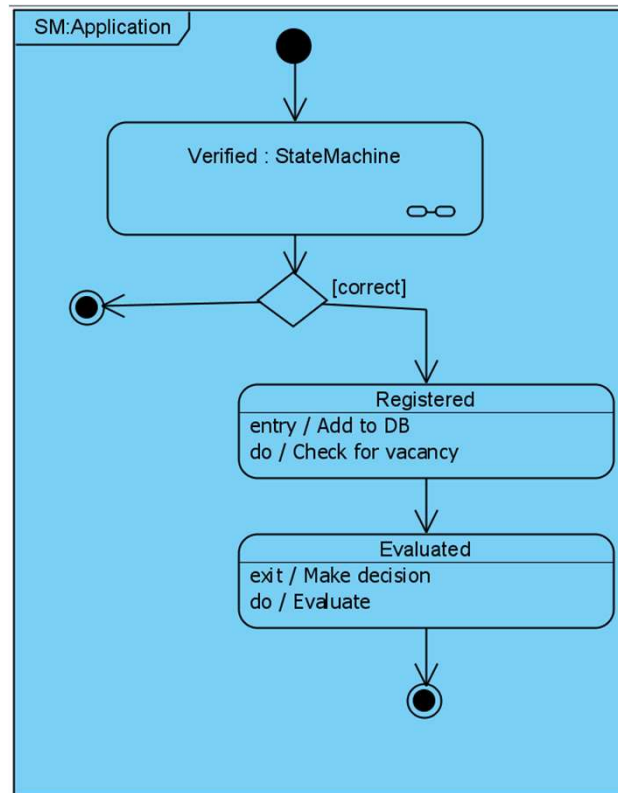 SM:Application
Verified : StateMachine
[correct]
Registered
entry / Add to DB
do / Check for vacancy
Evaluated
exit / Make decision
do / Evaluate